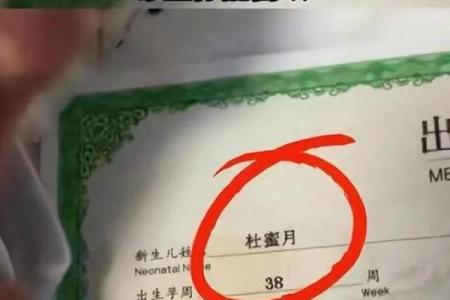 出
ME
新生儿姓
杜蜜月
Neonatal N
出生孕周
38
周
Week